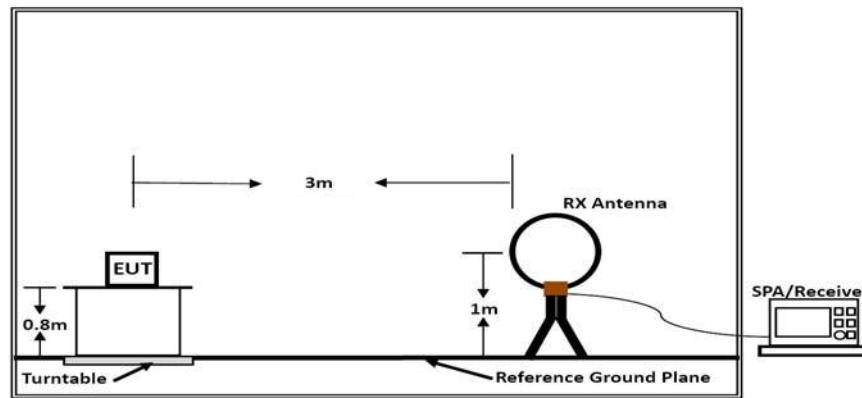 3m
RX Antenna
EUT
SPA/Receive
0.8m
1m
Turntable
Reference Ground Plane